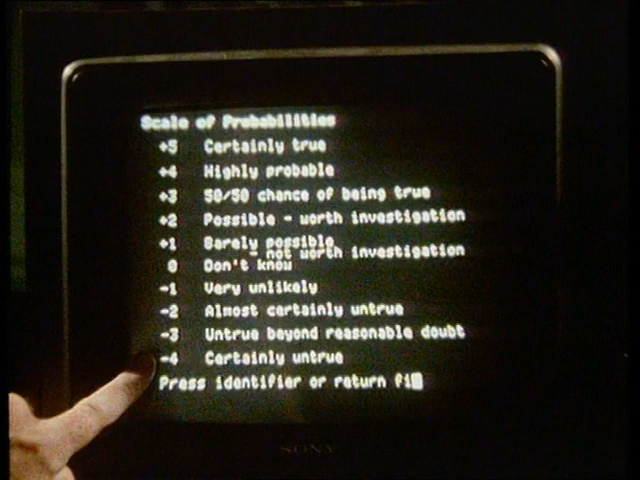 Scale of Probabilities
+5 Certainly true
+4 Highly probable
+3 50/50 chance of being true
+2 Possible - worth investigation
+1 Barely possible
- not worth investigation
0 Don't know
-1 Very unlikely
-2 Almost certainly untrue
-3 Untrue beyond reasonable doubt
-4 Certainly untrue
Press identifier or return fi
SONY